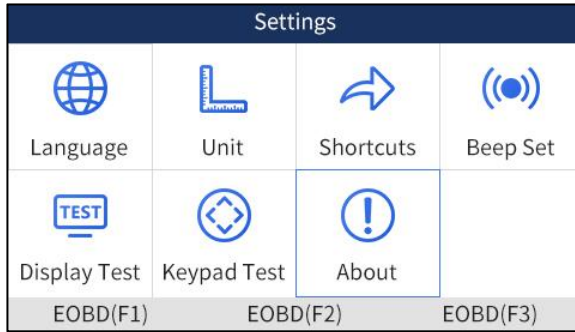 Settings
Language Unit Shortcuts Beep Set
TEST
Display Test Keypad Test About
EOBD(F1) EOBD(F2) EOBD(F3)